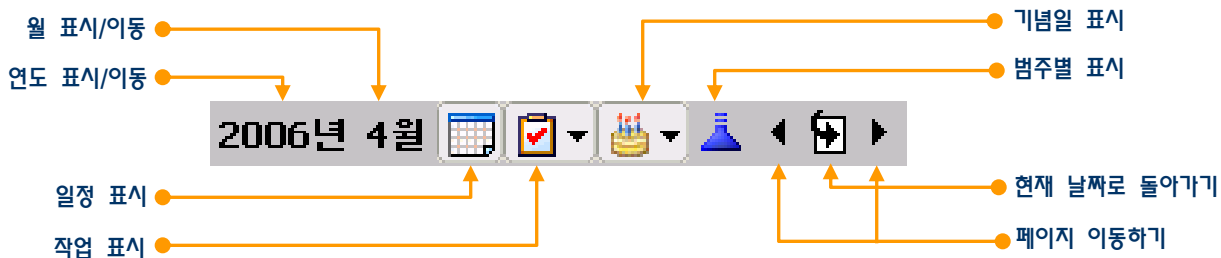 월 표시/이동
기념일 표시
연도 표시/이동
범주별 표시
2006년 4월
일정 표시
현재 날짜로 돌아가기
작업 표시
페이지 이동하기